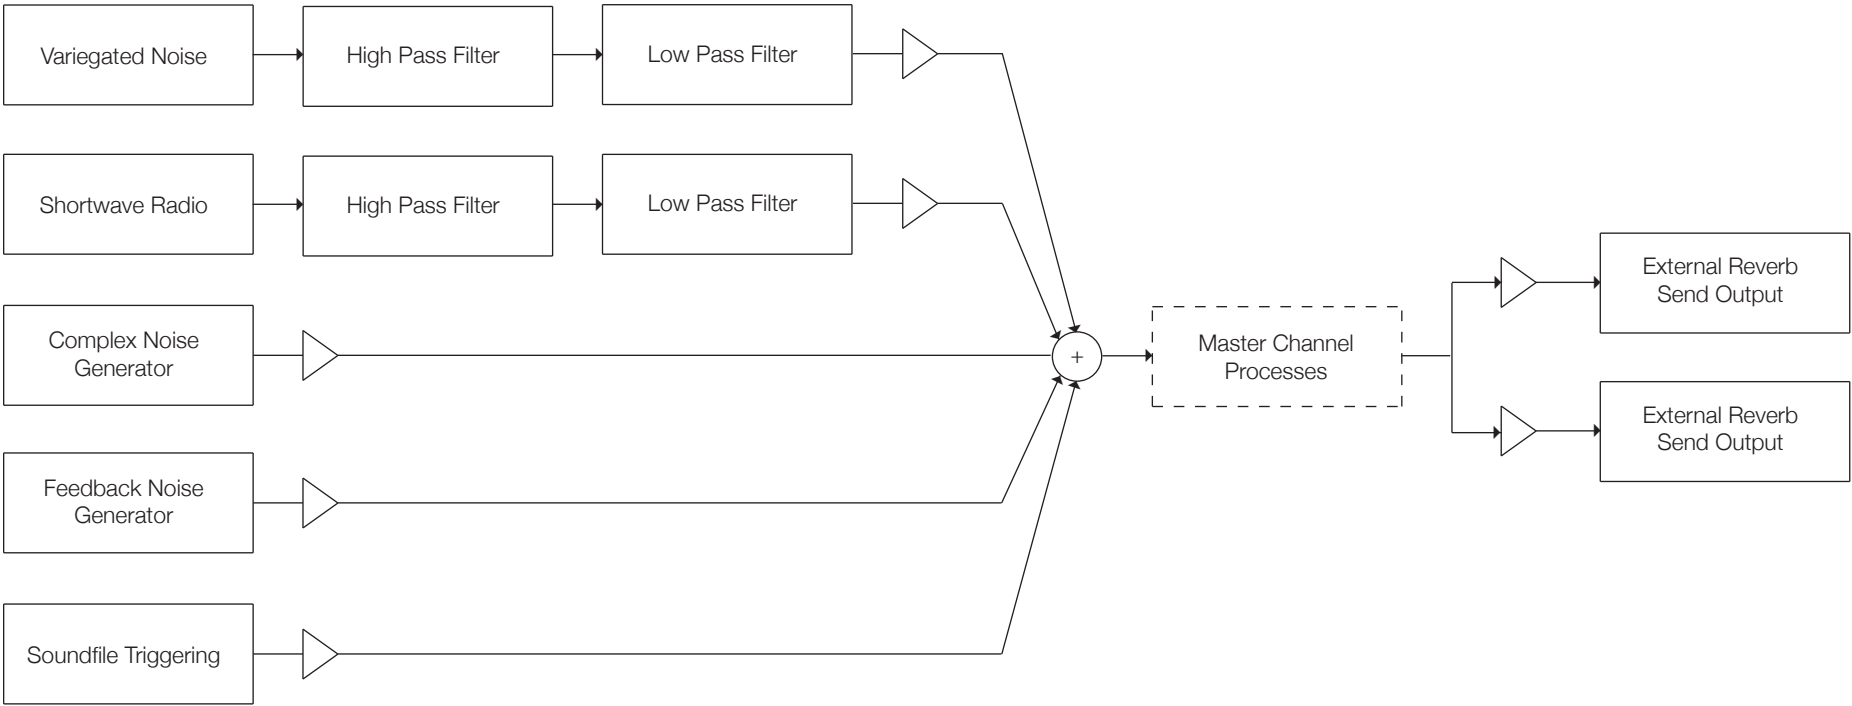 Variegated Noise
High Pass Filter
Low Pass Filter
Shortwave Radio
High Pass Filter
Low Pass Filter
Complex Noise
Generator
Feedback Noise
Generator
Soundfile Triggering
+
Master Channel
Processes
External Reverb
Send Output
External Reverb
Send Output